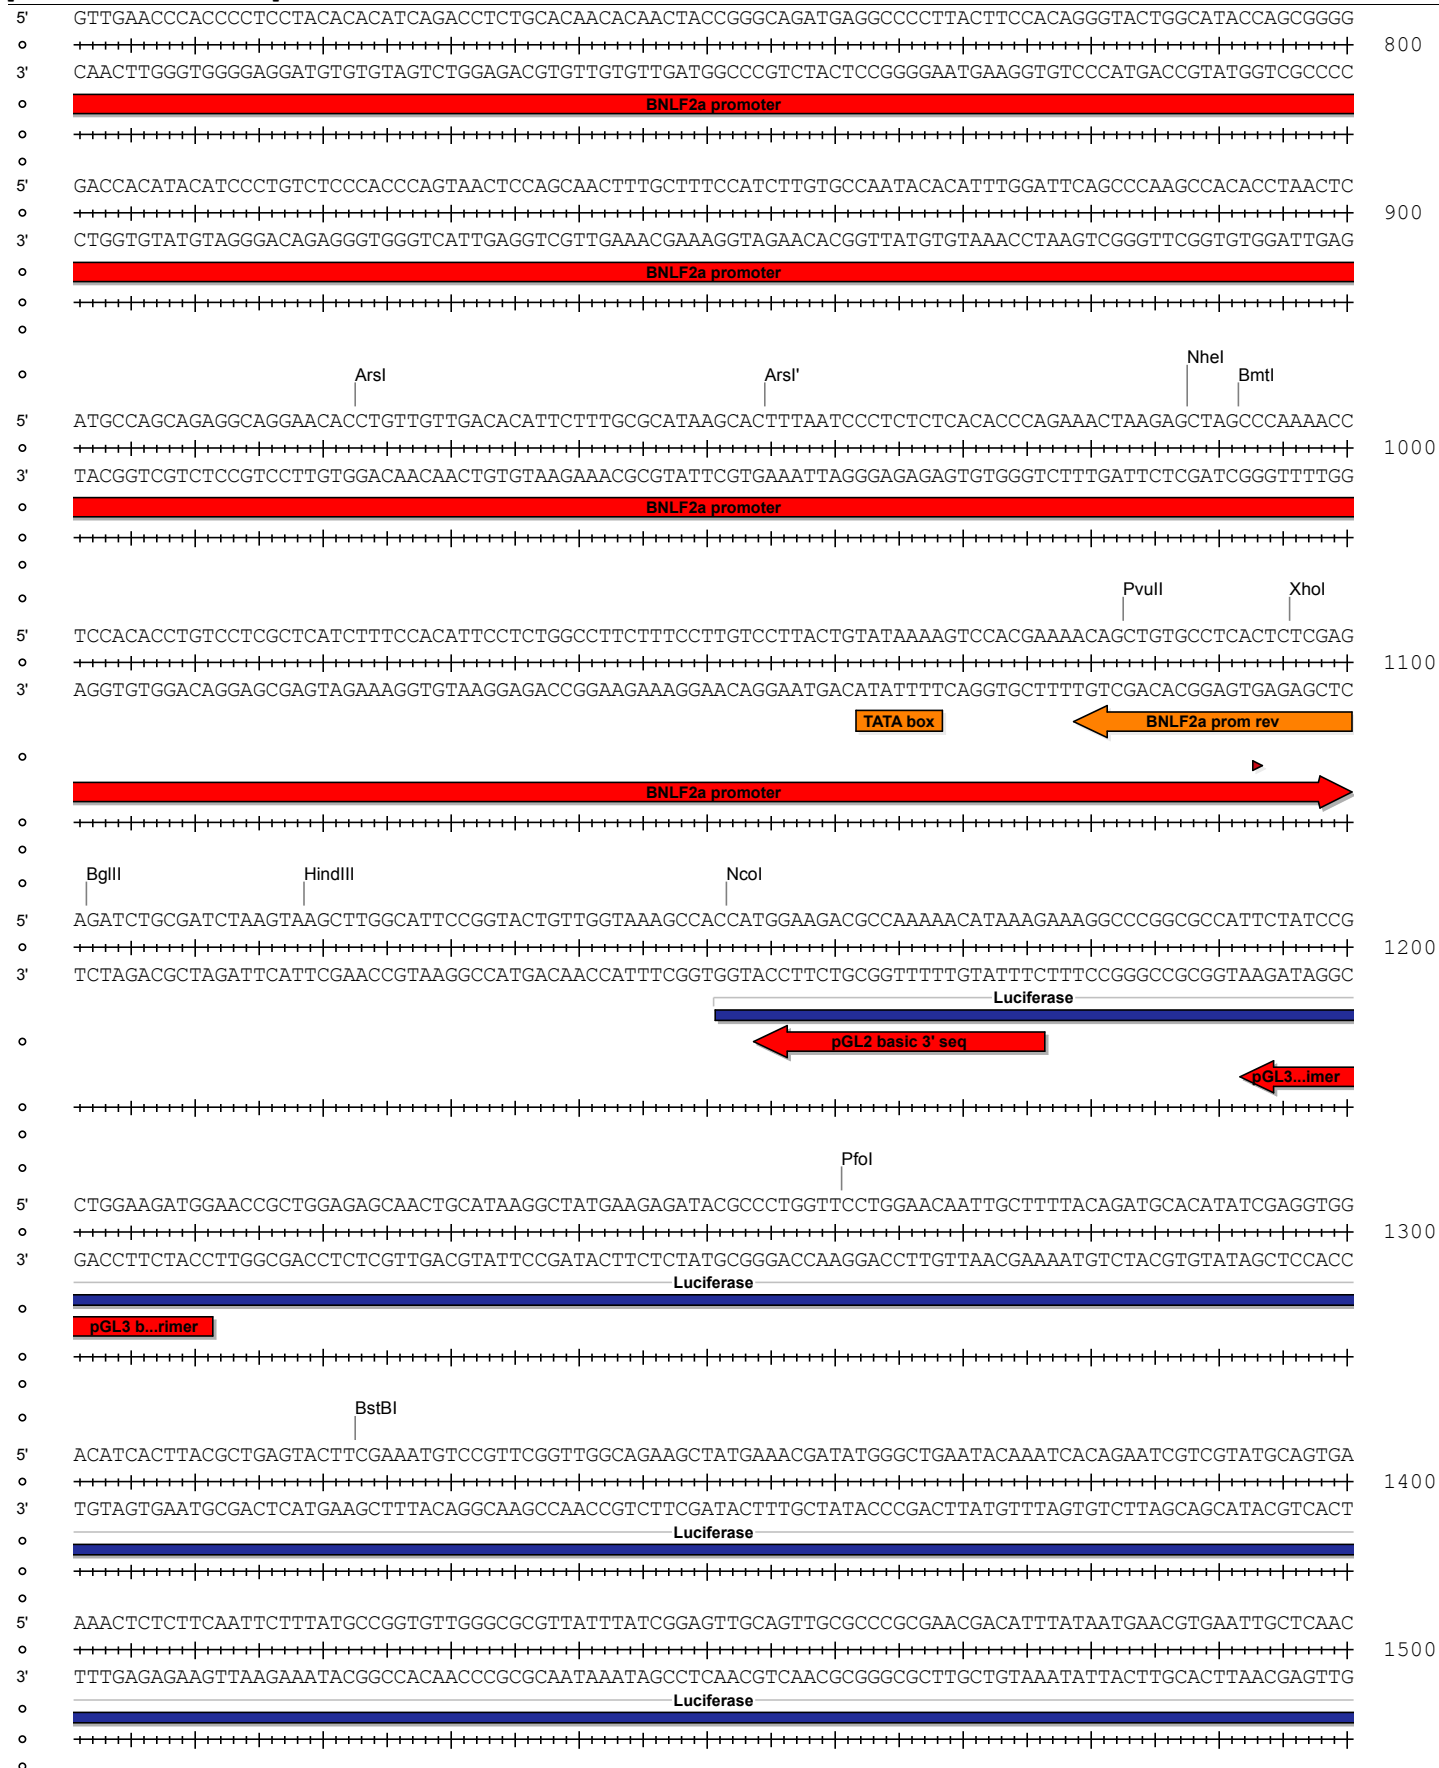 5' GTTGAACCCACCCCTCCTACACACACATCAGACCTCTGCACAACACAACTACCGGGCAGATGAGGCCCCTTACTTCCACAGGGTACTGGCATACCAGCGGGG
800
3' CAACTTGGGTGGGGAGGATGTGTGTGTAGTCTGGAGACGTGTTGTGTTGATGGCCCGTCTACTCCGGGGAATGAAGGTGTCCCATGACCGTATGGTCGCCCC
BNLF2a promoter
5' GACCACATACATCCCTGTCTCCCACCCAGTAACTCCAGCAACTTTGCTTTCCATCTTGTGCCAATACACATTTGGATTCAGCCCAAGCCACACCTAACTC
900
3' CTGGTGTATGTAGGGACAGAGGGTGGGTCATTGAGGTCGTTGAAACGAAAGGTAGAACACGGTTATGTGTAAACCTAAGTCGGGTTCGGTGTGGATTGAG
BNLF2a promoter
ArsI ArsI' NheI BmtI
5' ATGCCAGCAGAGGCAGGAACACCTGTTGTTGACACATTCTTTGCGCATAAGCACTTTAATCCCTCTCTCACACCCAGAAACTAAGAGCTAGCCCAAAACC
1000
3' TACGGTCGTCTCCGTCCTTGTGGACAACAACTGTGTAAGAAACGCGTATTCGTGAAATTAGGGAGAGAGTGTGGGTCTTTGATTCTCGATCGGGTTTTGG
BNLF2a promoter
PvuII XhoI
5' TCCACACCTGTCCTCGCTCATCTTTCCACATTCCTCTGGCCTTCTTTCCTTGTCCTTACTGTATAAAAGTCCACGAAAACAGCTGTGCCTCACTCTCGAG
1100
3' AGGTGTGGACAGGAGCGAGTAGAAAGGTGTAAGGAGACCGGAAGAAAGGAACAGGAATGACATATTTTCAGGTGCTTTTGTCGACACGGAGTGAGAGCTC
TATA box BNLF2a prom rev
BNLF2a promoter
BglII HindIII NcoI
5' AGATCTGCGATCTAAGTAAGCTTGGCATTCCGGTACTGTTGGTAAAGCCACCATGGAAGACGCCAAAAACATAAAGAAAGGCCCGGCGCCATTCTATCCG
1200
3' TCTAGACGCTAGATTCATTCGAACCGTAAGGCCATGACAACCATTTCGGTGGTACCTTCTGCGGTTTTTGTATTTCTTTCCGGGCCGCGGTAAGATAGGC
Luciferase
pGL2 basic 3' seq
pGL3...imer
PfoI
5' CTGGAAGATGGAACCGCTGGAGAGCAACTGCATAAGGCTATGAAGAGATACGCCCTGGTTCCTGGAACAATTGCTTTTACAGATGCACATATCGAGGTGG
1300
3' GACCTTCTACCTTGGCGACCTCTCGTTGACGTATTCCGATACTTCTCTATGCGGGACCAAGGACCTTGTTAACGAAAATGTCTACGTGTATAGCTCCACC
Luciferase
pGL3 b...rimer
BstBI
5' ACATCACTTACGCTGAGTACTTCGAAATGTCCGTTCGGTTGGCAGAAGCTATGAAACGATATGGGCTGAATACAAATCACAGAATCGTCGTATGCAGTGA
1400
3' TGTAGTGAATGCGACTCATGAAGCTTTACAGGCAAGCCAACCGTCTTCGATACTTTGCTATACCCGACTTATGTTTAGTGTCTTAGCAGCATACGTCACT
Luciferase
5' AAACTCTCTTCAATTCTTTATGCCGGTGTTGGGCGCGTTATTTATCGGAGTTGCAGTTGCGCCCGCGAACGACATTTATAATGAACGTGAATTGCTCAAC
1500
3' TTTGAGAGAAGTTAAGAAATACGGCCACAACCCGCGCAATAAATAGCCTCAACGTCAACGCGGGCGCTTGCTGTAAATATTACTTGCACTTAACGAGTTG
Luciferase